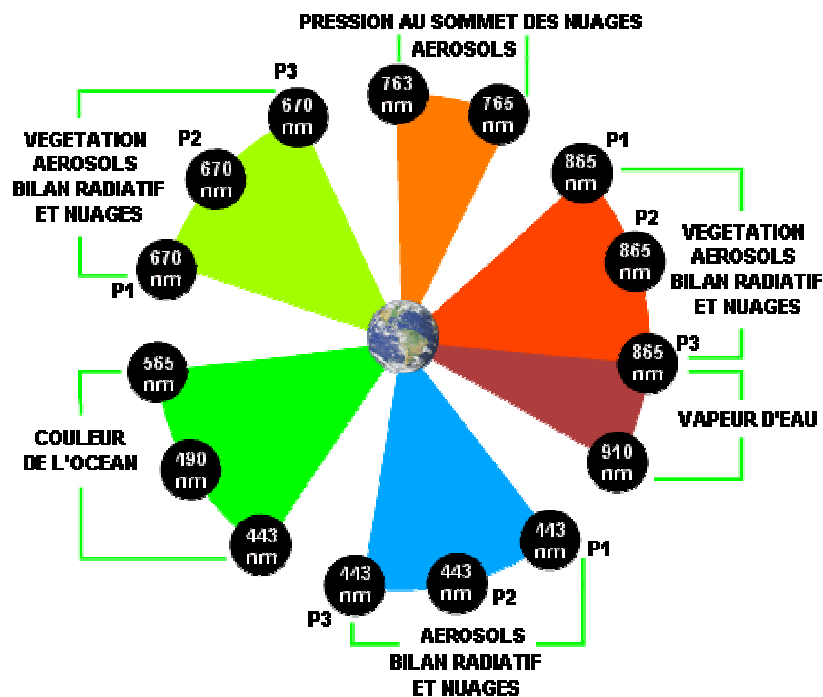 PRESSION AU SOMMET DES NUAGES
AEROSOLS
763
nm
765
nm
P1
865
nm
P2
865
nm
P3
865
nm
VEGETATION
AEROSOLS
BILAN RADIATIF
ET NUAGES
910
nm
VAPEUR D'EAU
443
nm
P1
443
nm
P2
443
nm
P3
AEROSOLS
BILAN RADIATIF
ET NUAGES
443
nm
490
nm
565
nm
COULEUR
DE L'OCEAN
670
nm
P1
670
nm
P2
670
nm
P3
VEGETATION
AEROSOLS
BILAN RADIATIF
ET NUAGES